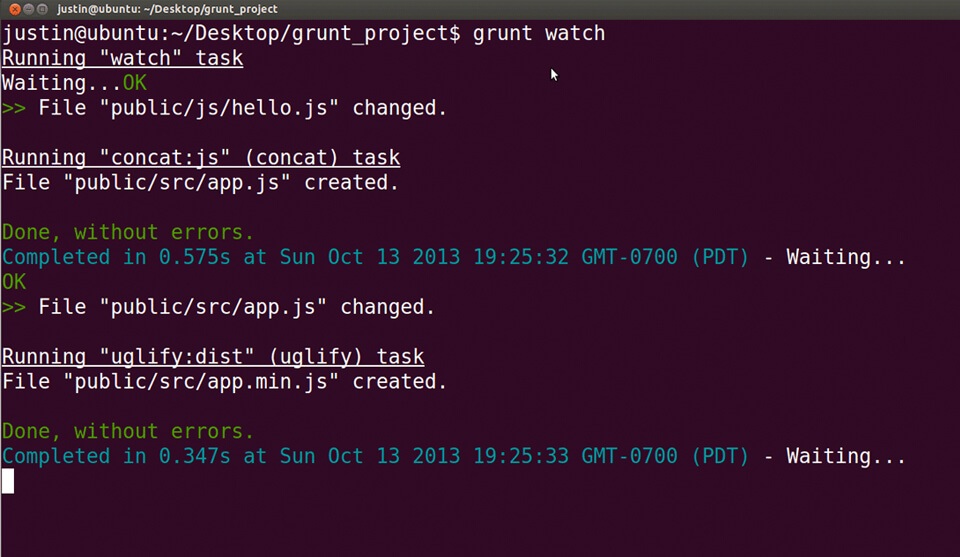 justin@ubuntu: ~/Desktop/grunt_project
justin@ubuntu:~/Desktop/grunt_project$ grunt watch
Running "watch" task
Waiting...OK
>> File "public/js/hello.js" changed.
Running "concat:js" (concat) task
File "public/src/app.js" created.
Done, without errors.
Completed in 0.575s at Sun Oct 13 2013 19:25:32 GMT-0700 (PDT) - Waiting...
OK
>> File "public/src/app.js" changed.
Running "uglify:dist" (uglify) task
File "public/src/app.min.js" created.
Done, without errors.
Completed in 0.347s at Sun Oct 13 2013 19:25:33 GMT-0700 (PDT) - Waiting...